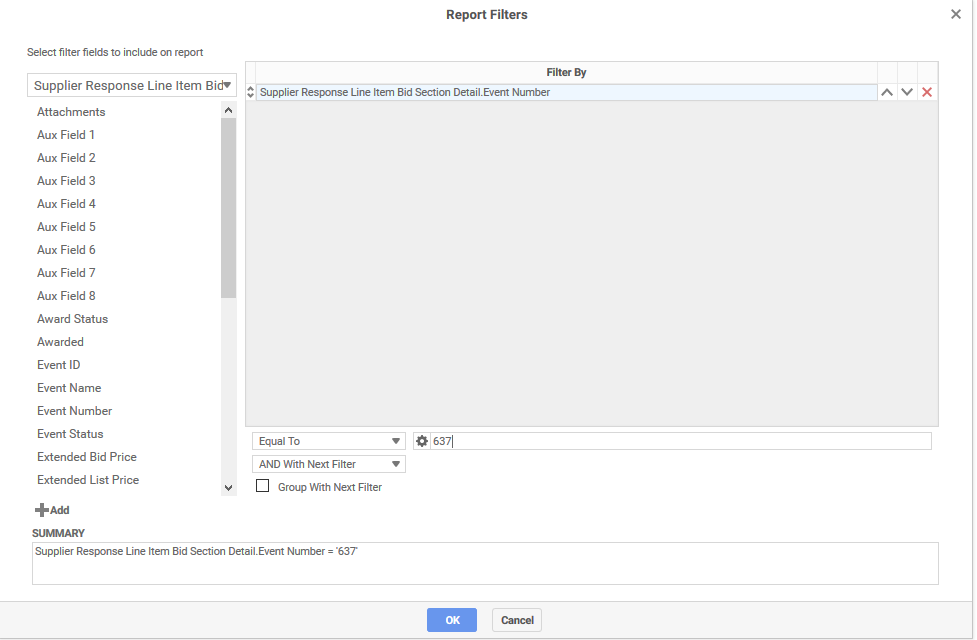 Report Filters
Select filter fields to include on report
Supplier Response Line Item Bid
Attachments
Aux Field 1
Aux Field 2
Aux Field 3
Aux Field 4
Aux Field 5
Aux Field 6
Aux Field 7
Aux Field 8
Award Status
Awarded
Event ID
Event Name
Event Number
Event Status
Extended Bid Price
Extended List Price
Add
Filter By
Supplier Response Line Item Bid Section Detail.Event Number
Equal To
637
AND With Next Filter
Group With Next Filter
SUMMARY
Supplier Response Line Item Bid Section Detail.Event Number = '637'
OK
Cancel